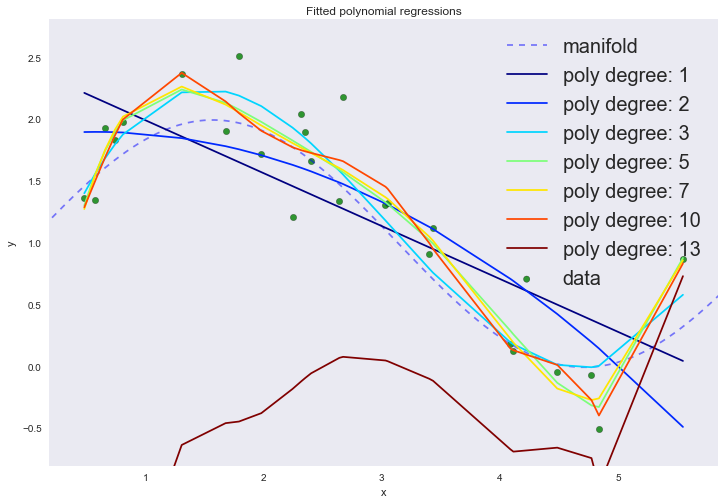 Fitted polynomial regressions
manifold
poly degree: 1
poly degree: 2
poly degree: 3
poly degree: 5
poly degree: 7
poly degree: 10
poly degree: 13
data
2.5
2.0
1.5
1.0
0.5
0.0
−0.5
y
1 2 3 4 5
x